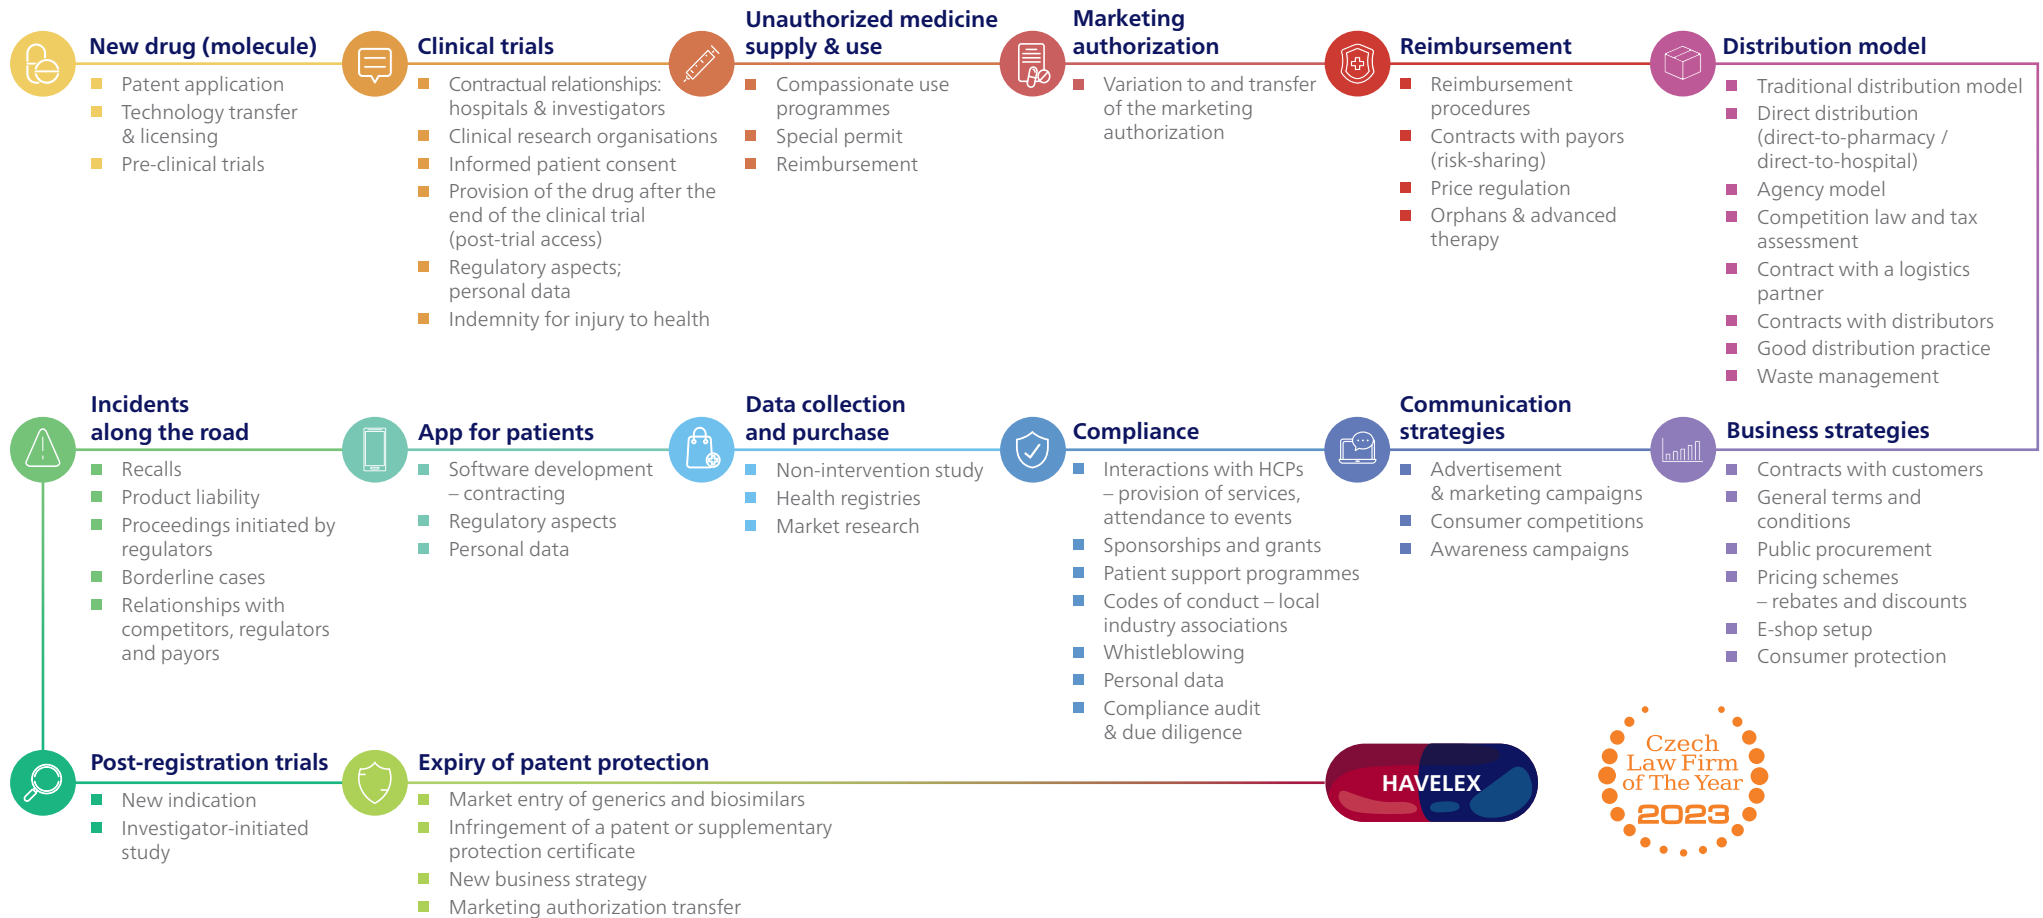 New drug (molecule)
Patent application
Technology transfer
& licensing
Pre-clinical trials
Clinical trials
Contractual relationships:
hospitals & investigators
Clinical research organisations
Informed patient consent
Provision of the drug after the
end of the clinical trial
(post-trial access)
Regulatory aspects;
personal data
Indemnity for injury to health
Unauthorized medicine
supply & use
Compassionate use
programmes
Special permit
Reimbursement
Marketing
authorization
Variation to and transfer
of the marketing
authorization
Reimbursement
Reimbursement
procedures
Contracts with payors
(risk-sharing)
Price regulation
Orphans & advanced
therapy
Distribution model
Traditional distribution model
Direct distribution
(direct-to-pharmacy /
direct-to-hospital)
Agency model
Competition law and tax
assessment
Contract with a logistics
partner
Contracts with distributors
Good distribution practice
Waste management
Incidents
along the road
Recalls
Product liability
Proceedings initiated by
regulators
Borderline cases
Relationships with
competitors, regulators
and payors
App for patients
Software development
– contracting
Regulatory aspects
Personal data
Data collection
and purchase
Non-intervention study
Health registries
Market research
Compliance
Interactions with HCPs
– provision of services,
attendance to events
Sponsorships and grants
Patient support programmes
Codes of conduct – local
industry associations
Whistleblowing
Personal data
Compliance audit
& due diligence
Communication
strategies
Advertisement
& marketing campaigns
Consumer competitions
Awareness campaigns
Business strategies
Contracts with customers
General terms and
conditions
Public procurement
Pricing schemes
– rebates and discounts
E-shop setup
Consumer protection
Post-registration trials
New indication
Investigator-initiated
study
Expiry of patent protection
Market entry of generics and biosimilars
Infringement of a patent or supplementary
protection certificate
New business strategy
Marketing authorization transfer
HAVELEX
Czech
Law Firm
of The Year
2023